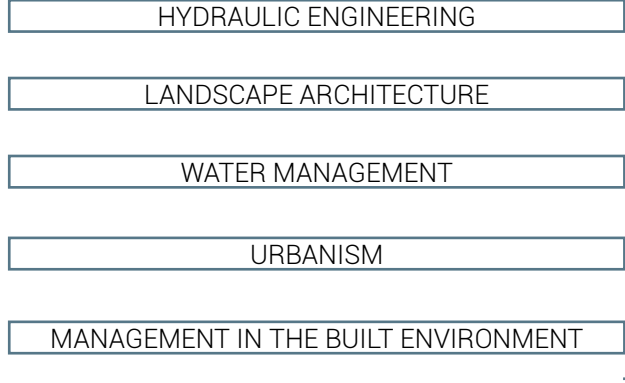 HYDRAULIC ENGINEERING
LANDSCAPE ARCHITECTURE
WATER MANAGEMENT
URBANISM
MANAGEMENT IN THE BUILT ENVIRONMENT